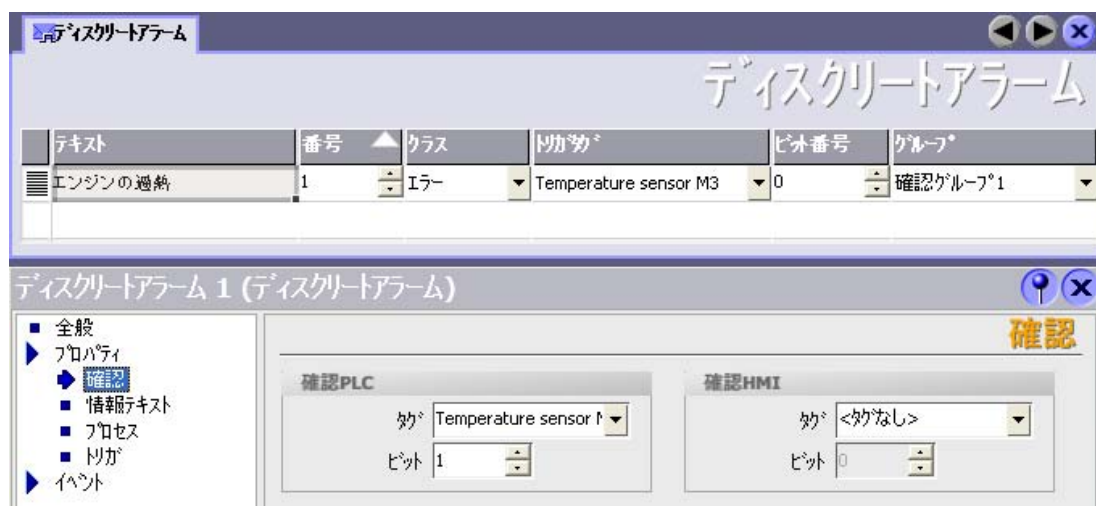 ディスクリートアラーム
ディスクリートアラーム
テキスト 番号 クラス トリガタグ ビット番号 グループ
エンジンの過熱 1 エラー Temperature sensor M3 0 確認グループ1
ディスクリートアラーム 1 (ディスクリートアラーム)
全般
プロパティ
確認
情報テキスト
プロセス
トリガ
イベント
確認
確認PLC
タグ Temperature sensor M
ビット 1
確認HMI
タグ <タグなし>
ビット 0